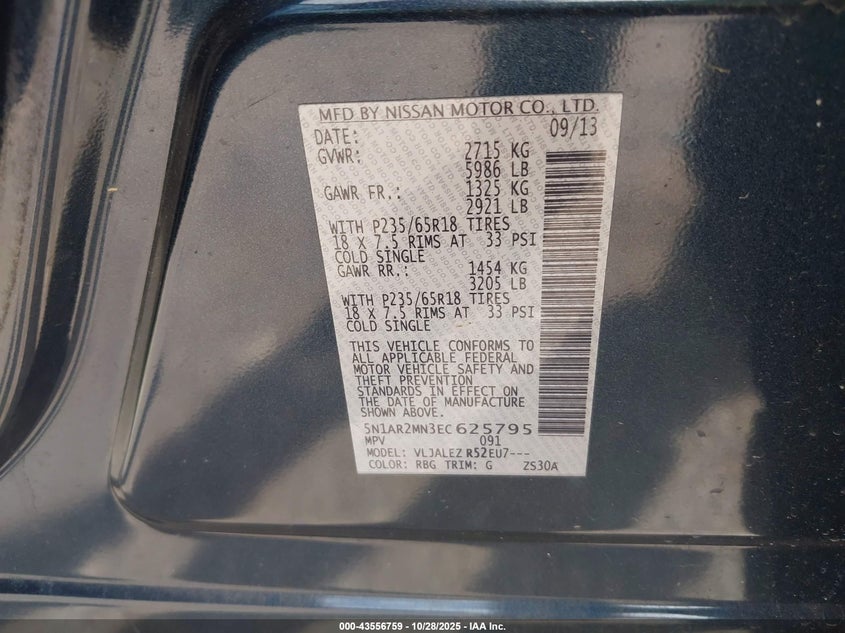 MFD BY NISSAN MOTOR CO., LTD.
DATE: 09/13
GVWR: 2715 KG
5986 LB
GAWR FR.: 1325 KG
2921 LB
WITH P235/65R18 TIRES
18 X 7.5 RIMS AT 33 PSI
COLD SINGLE
GAWR RR.: 1454 KG
3205 LB
WITH P235/65R18 TIRES
18 X 7.5 RIMS AT 33 PSI
COLD SINGLE
THIS VEHICLE CONFORMS TO
ALL APPLICABLE FEDERAL
MOTOR VEHICLE SAFETY AND
THEFT PREVENTION
STANDARDS IN EFFECT ON
THE DATE OF MANUFACTURE
SHOWN ABOVE.
5N1AR2MN3EC 625795
MPV 091
MODEL: VLJALEZ R52EU7---
COLOR: RBG TRIM: G ZS30A
000-43556759 - 10/28/2025 - IAA Inc.